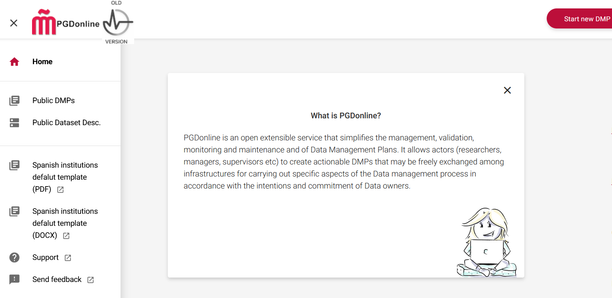 OLD
PGDonline
VERSION
Start new DMP
Home
Public DMPs
Public Dataset Desc.
Spanish institutions
defalut template
(PDF)
Spanish institutions
defalut template
(DOCX)
Support
Send feedback
What is PGDonline?
PGDonline is an open extensible service that simplifies the management, validation,
monitoring and maintenance and of Data Management Plans. It allows actors (researchers,
managers, supervisors etc) to create actionable DMPs that may be freely exchanged among
infrastructures for carrying out specific aspects of the Data management process in
accordance with the intentions and commitment of Data owners.
C